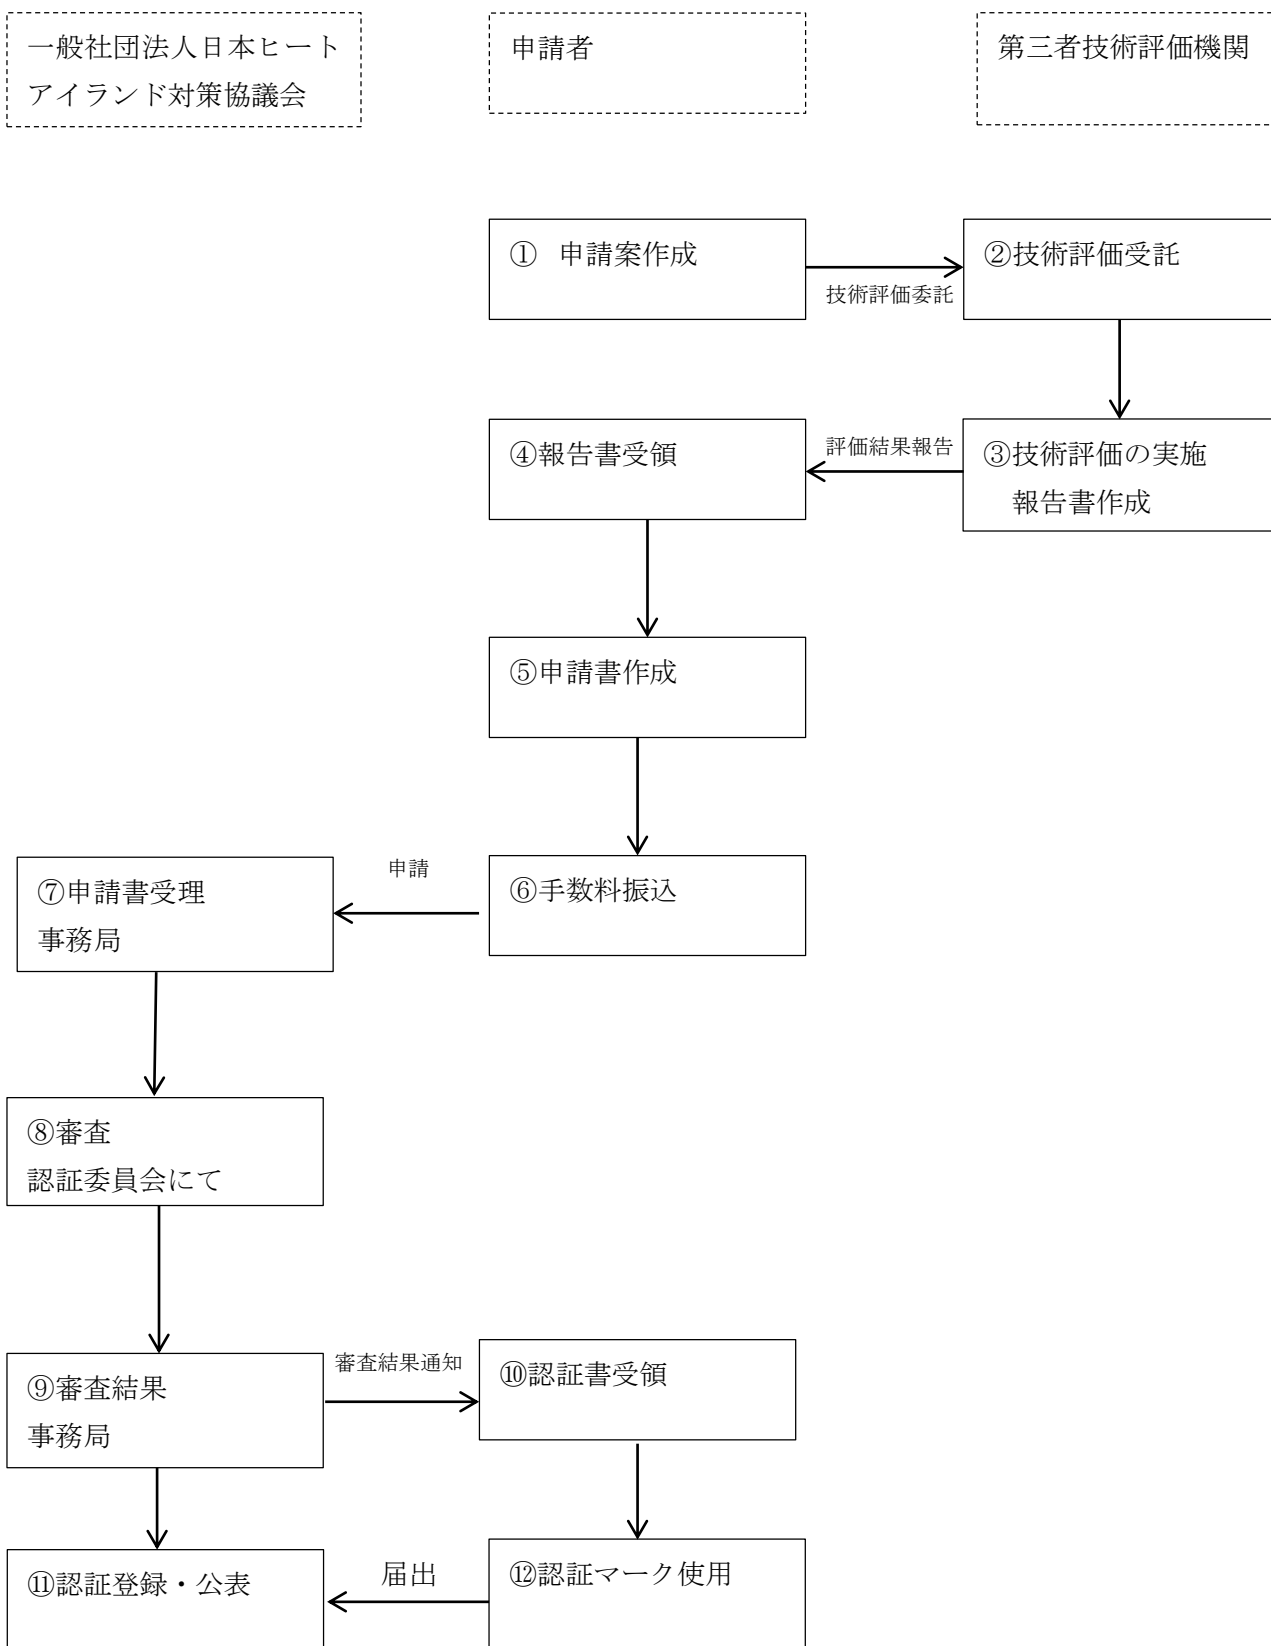 一般社団法人日本ヒート
アイランド対策協議会
申請者
第三者技術評価機関
① 申請案作成
技術評価委託
②技術評価受託
④報告書受領
評価結果報告
③技術評価の実施
報告書作成
⑤申請書作成
⑦申請書受理
事務局
申請
⑥手数料振込
⑧審査
認証委員会にて
⑨審査結果
事務局
審査結果通知
⑩認証書受領
⑪認証登録・公表
届出
⑫認証マーク使用